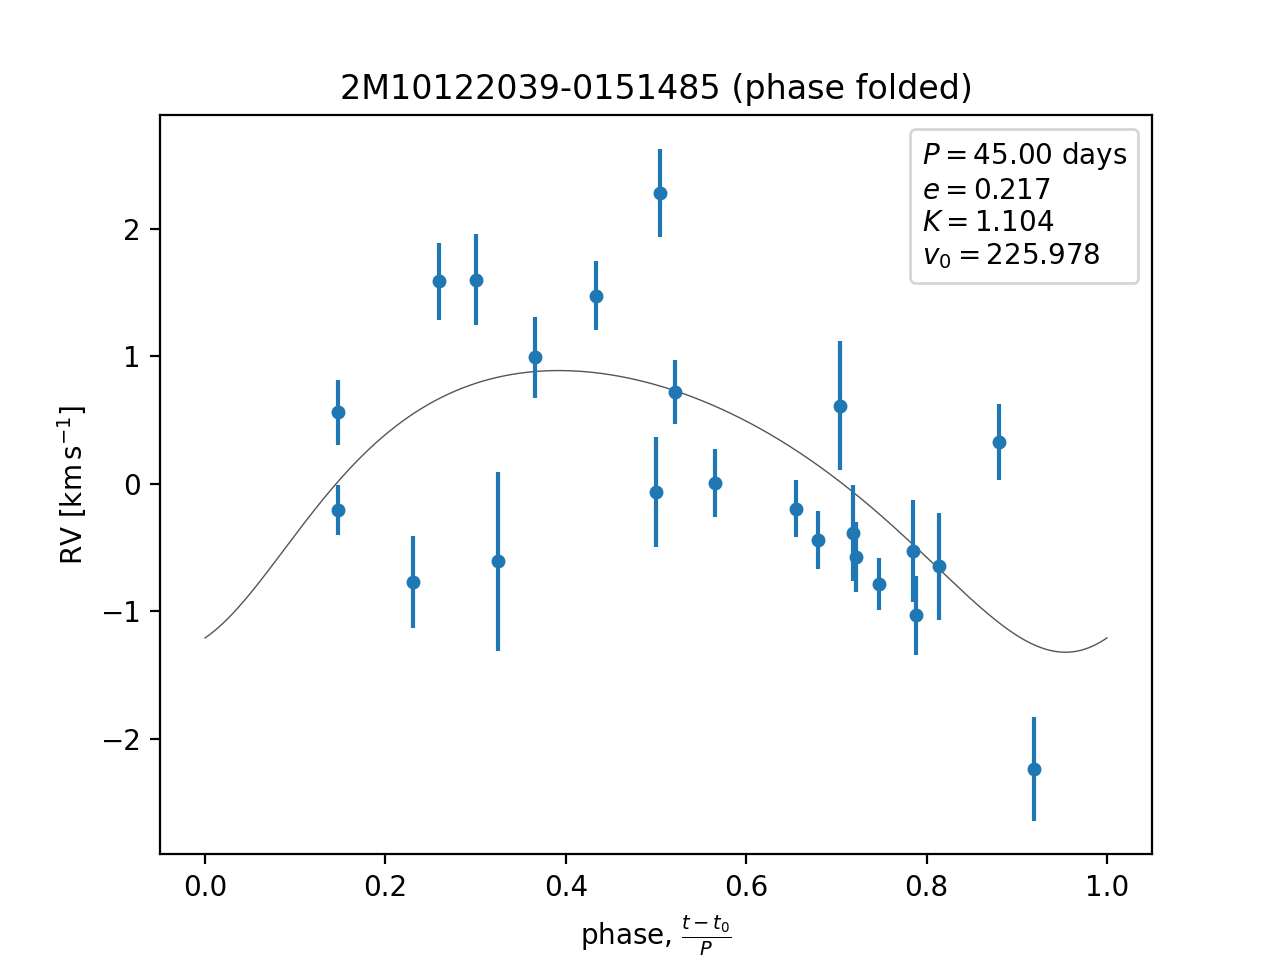 2M10122039-0151485 (phase folded)
P = 45.00 days
e = 0.217
K = 1.104
v₀ = 225.978
RV [km s⁻¹]
2
1
0
−1
−2
0.0 0.2 0.4 0.6 0.8 1.0
phase, (t − t₀)/P